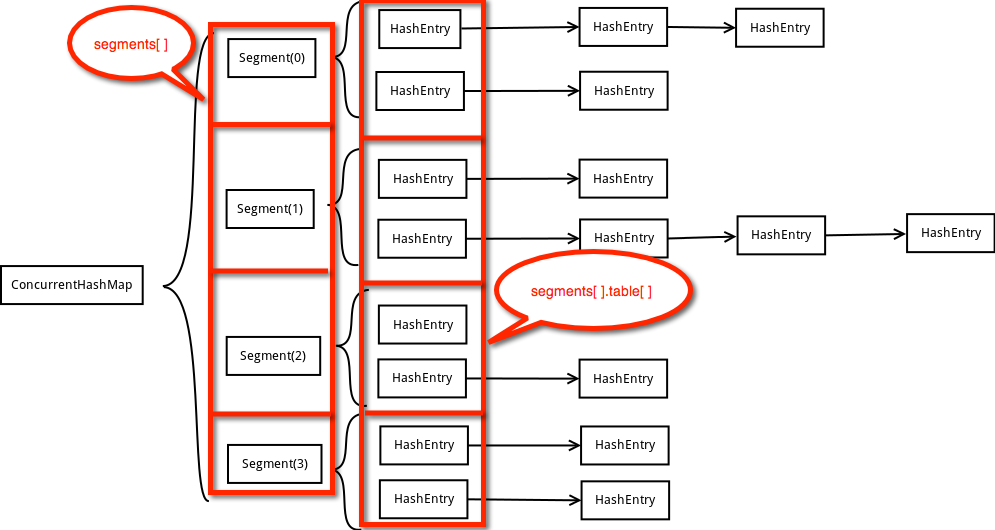 segments[ ]
Segment(0)
HashEntry
HashEntry
HashEntry
HashEntry
HashEntry
Segment(1)
HashEntry
HashEntry
HashEntry
HashEntry
HashEntry
HashEntry
ConcurrentHashMap
segments[ ].table[ ]
Segment(2)
HashEntry
HashEntry
HashEntry
Segment(3)
HashEntry
HashEntry
HashEntry
HashEntry